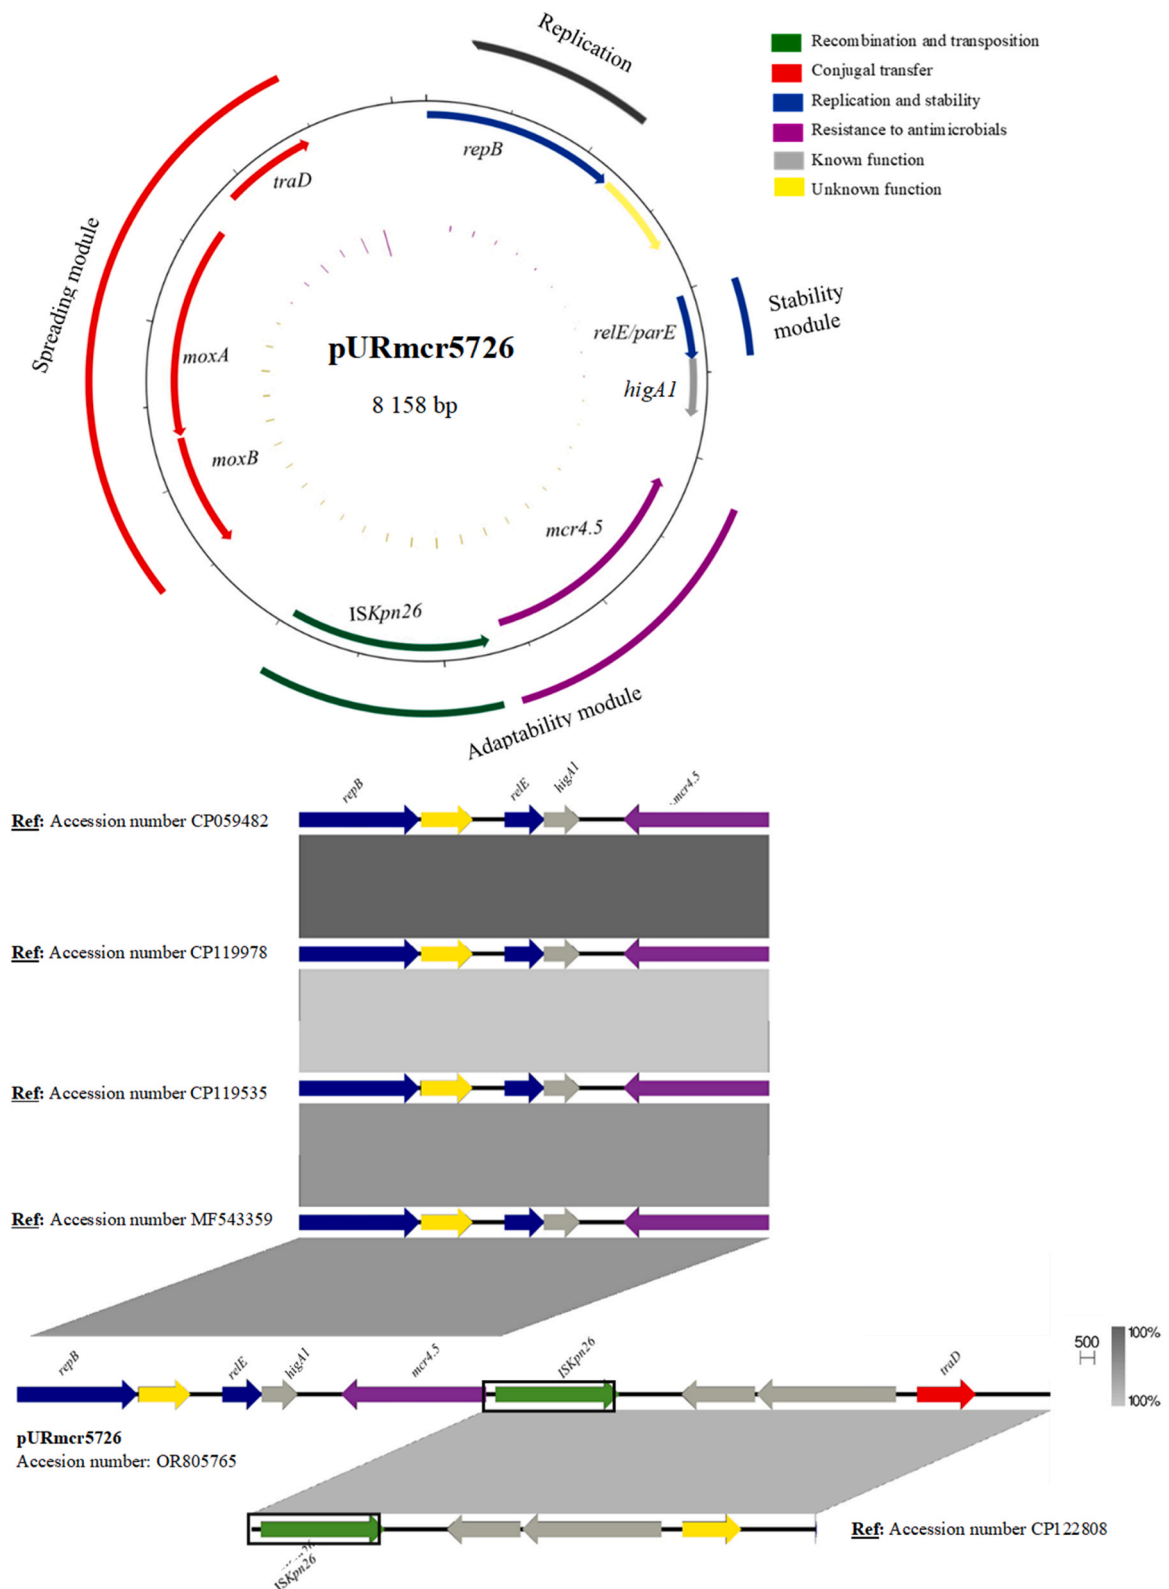 Replication
Recombination and transposition
Conjugal transfer
Replication and stability
Resistance to antimicrobials
Known function
Unknown function
repB
traD
Spreading module
Stability
module
relE/parE
higA1
moxA
pURmcr5726
8 158 bp
moxB
mcr4.5
ISKpn26
Adaptability module
repB
relE
higA1
mcr4.5
Ref: Accession number CP059482
Ref: Accession number CP119978
Ref: Accession number CP119535
Ref: Accession number MF543359
500
100%
100%
repB
relE
higA1
mcr4.5
ISKpn26
traD
pURmcr5726
Accesion number: OR805765
Ref: Accession number CP122808
ISKpn26